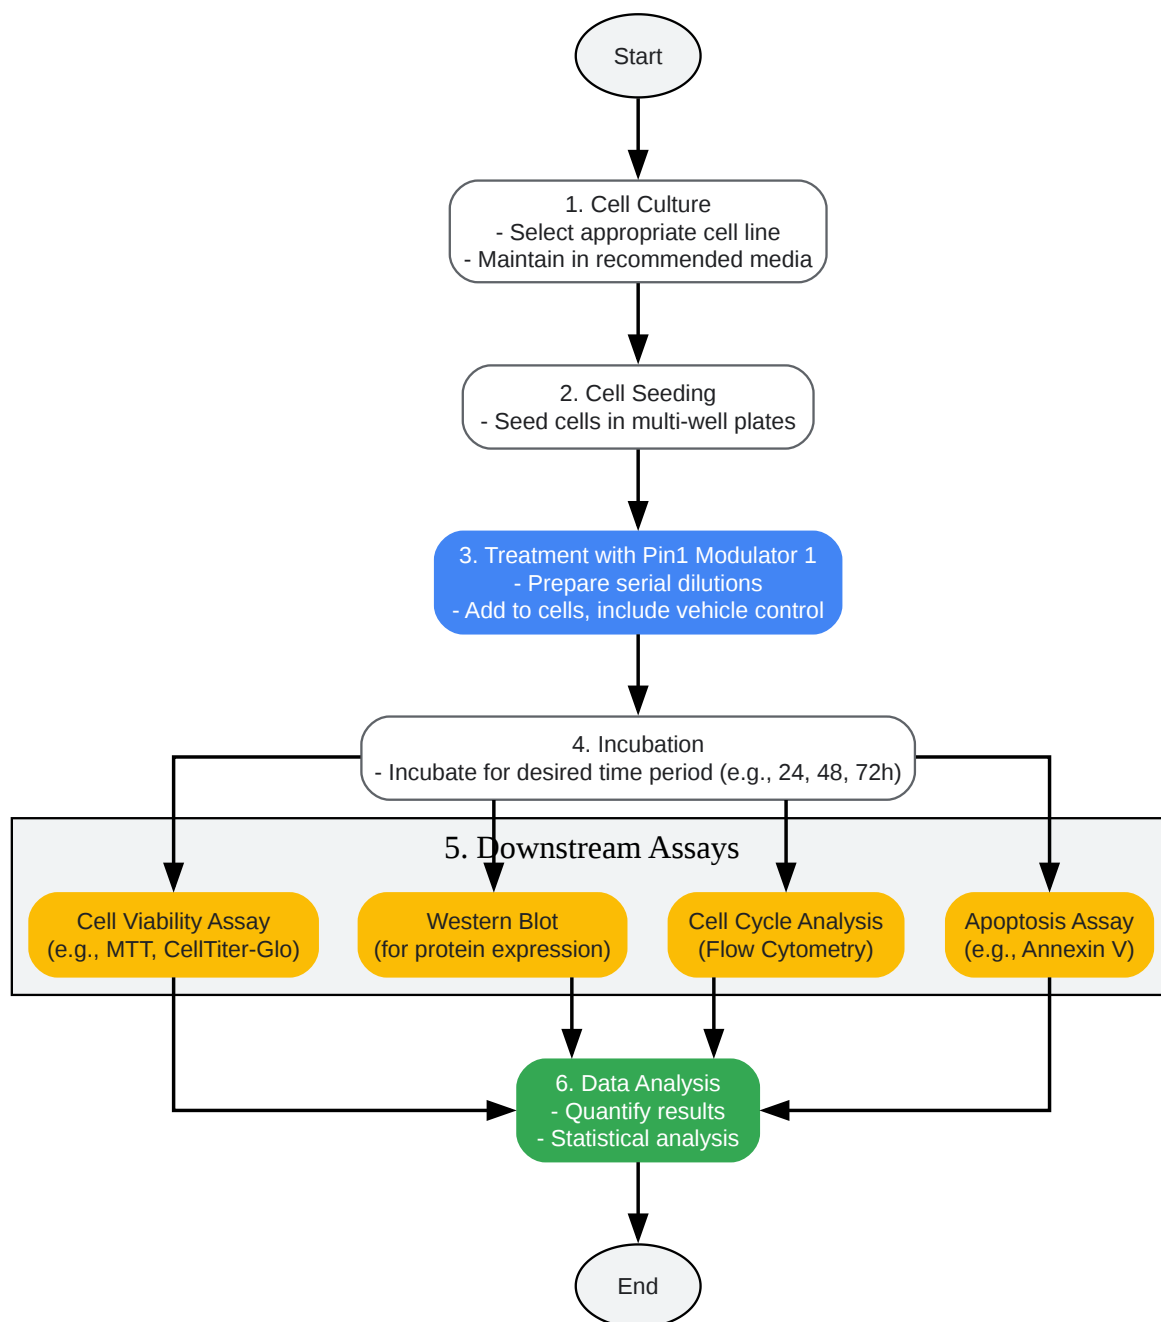 Start
1. Cell Culture
- Select appropriate cell line
- Maintain in recommended media
2. Cell Seeding
- Seed cells in multi-well plates
3. Treatment with Pin1 Modulator 1
- Prepare serial dilutions
- Add to cells, include vehicle control
4. Incubation
- Incubate for desired time period (e.g., 24, 48, 72h)
5. Downstream Assays
Cell Viability Assay
(e.g., MTT, CellTiter-Glo)
Western Blot
(for protein expression)
Cell Cycle Analysis
(Flow Cytometry)
Apoptosis Assay
(e.g., Annexin V)
6. Data Analysis
- Quantify results
- Statistical analysis
End